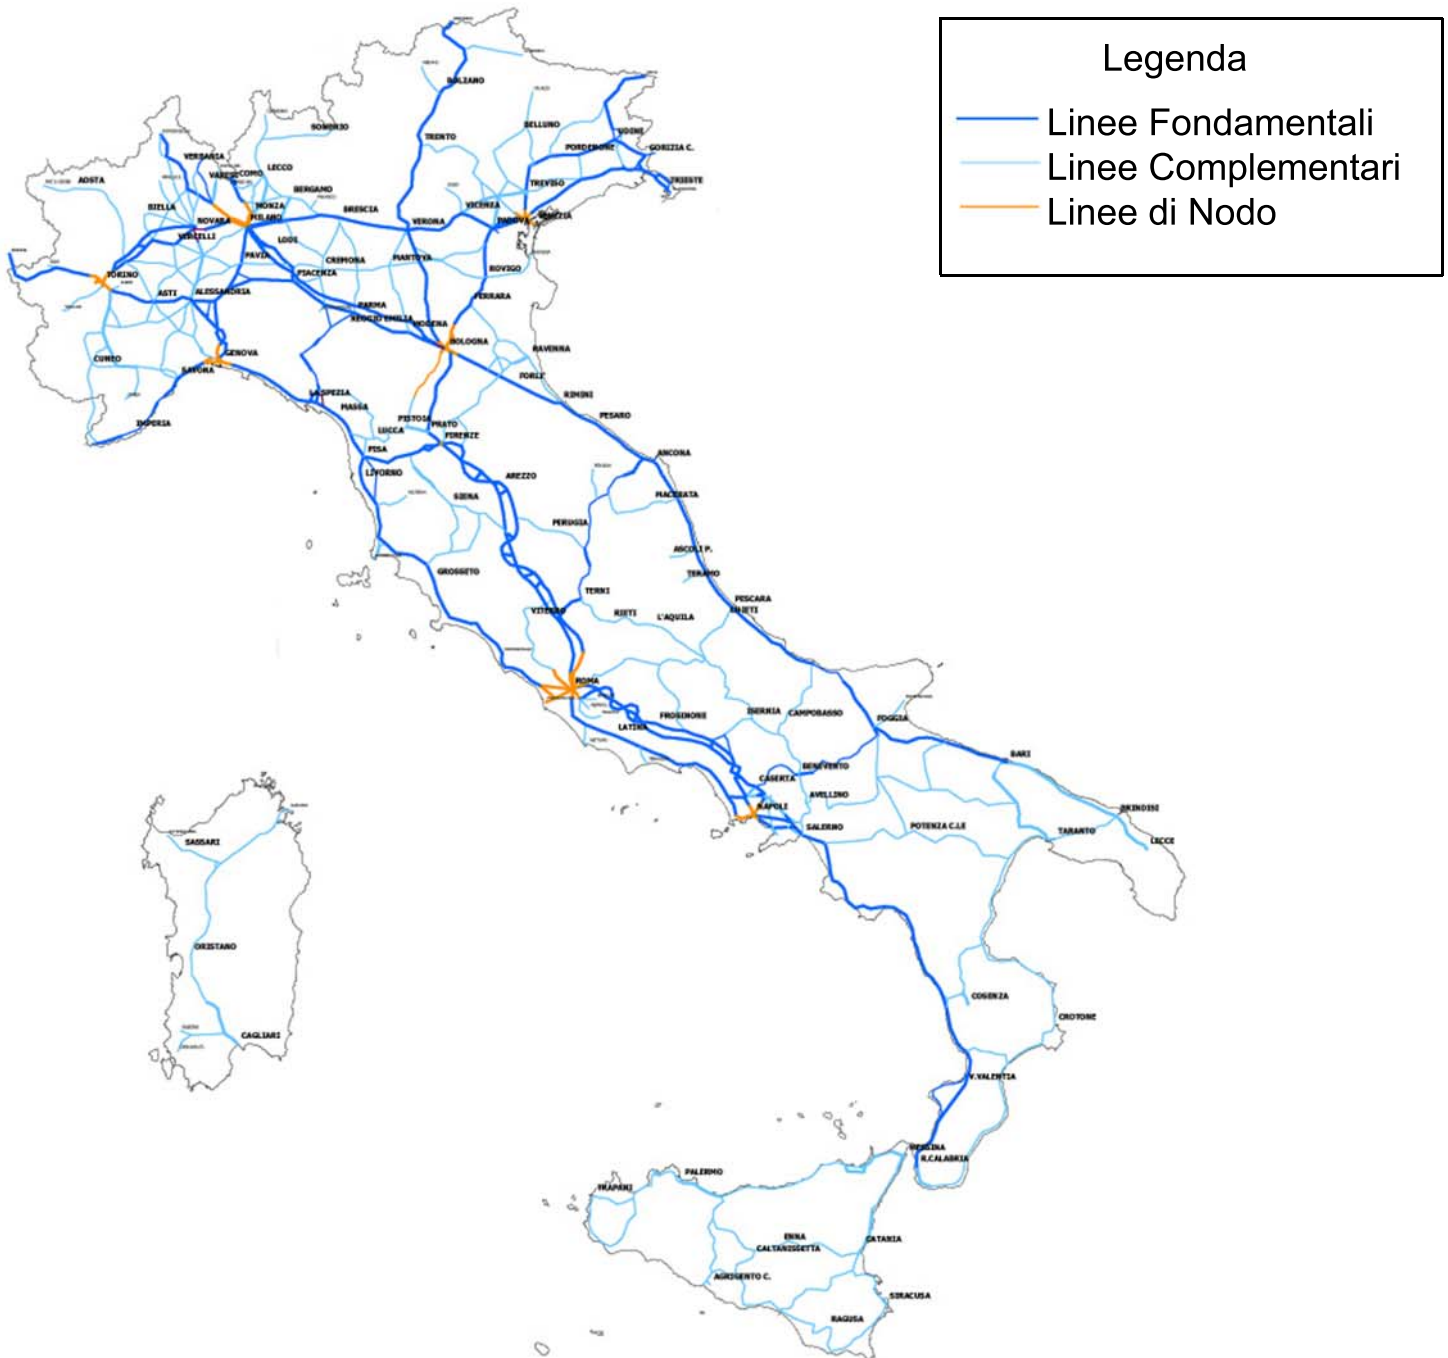 Legenda
Linee Fondamentali
Linee Complementari
Linee di Nodo
BOLZANO
SONDRIO
TRENTO
BELLUNO
UDINE
PORDENONE
GORIZIA C.
VERBANIA
VARESE
COMO
LECCO
AOSTA
BERGAMO
TREVISO
TRIESTE
BIELLA
MONZA
BRESCIA
VICENZA
NOVARA
MILANO
VERONA
PADOVA
VENEZIA
VERCELLI
LODI
PAVIA
CREMONA
MANTOVA
ROVIGO
TORINO
PIACENZA
ASTI
ALESSANDRIA
FERRARA
PARMA
REGGIO EMILIA
MODENA
BOLOGNA
RAVENNA
CUNEO
GENOVA
SAVONA
FORLI'
LA SPEZIA
RIMINI
MASSA
PESARO
IMPERIA
PISTOIA
PRATO
LUCCA
FIRENZE
PISA
ANCONA
LIVORNO
AREZZO
SIENA
MACERATA
PERUGIA
ASCOLI P.
GROSSETO
TERAMO
TERNI
PESCARA
CHIETI
VITERBO
RIETI
L'AQUILA
ROMA
FROSINONE
ISERNIA
CAMPOBASSO
FOGGIA
LATINA
BARI
BENEVENTO
CASERTA
AVELLINO
NAPOLI
BRINDISI
SALERNO
POTENZA C.LE
TARANTO
LECCE
SASSARI
ORISTANO
CAGLIARI
COSENZA
CROTONE
V.VALENTIA
MESSINA
R.CALABRIA
PALERMO
TRAPANI
ENNA
CALTANISSETTA
CATANIA
AGRIGENTO C.
SIRACUSA
RAGUSA